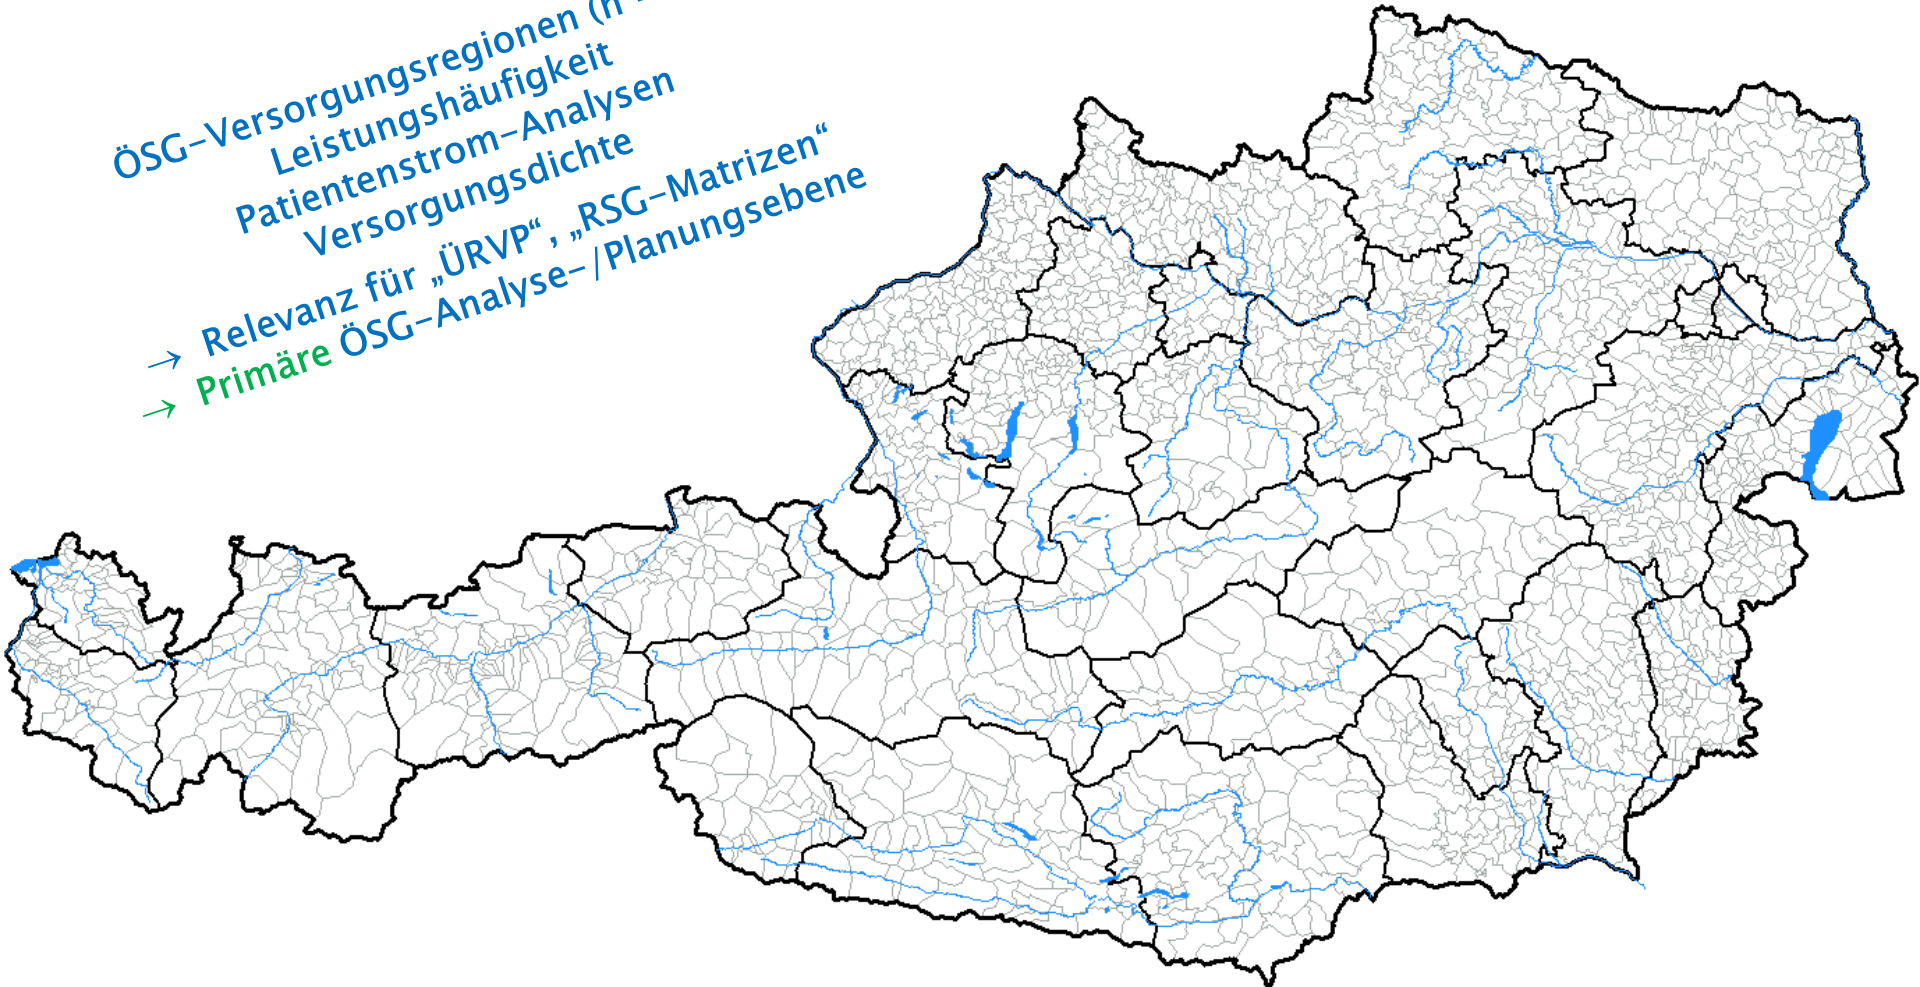 ÖSG-Versorgungsregionen (n
Leistungshäufigkeit
Patientenstrom-Analysen
Versorgungsdichte
→ Relevanz für „ÜRVP“, „RSG-Matrizen“
→ Primäre ÖSG-Analyse-/Planungsebene